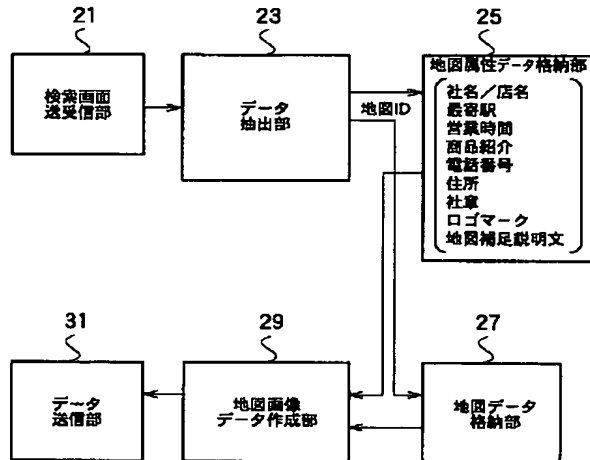 21
検索画面
送受信部
23
データ
抽出部
地図ID
25
地図属性データ格納部
社名/店名
最寄駅
営業時間
商品紹介
電話番号
住所
社章
ロゴマーク
地図補足説明文
31
データ
送信部
29
地図画像
データ作成部
27
地図データ
格納部